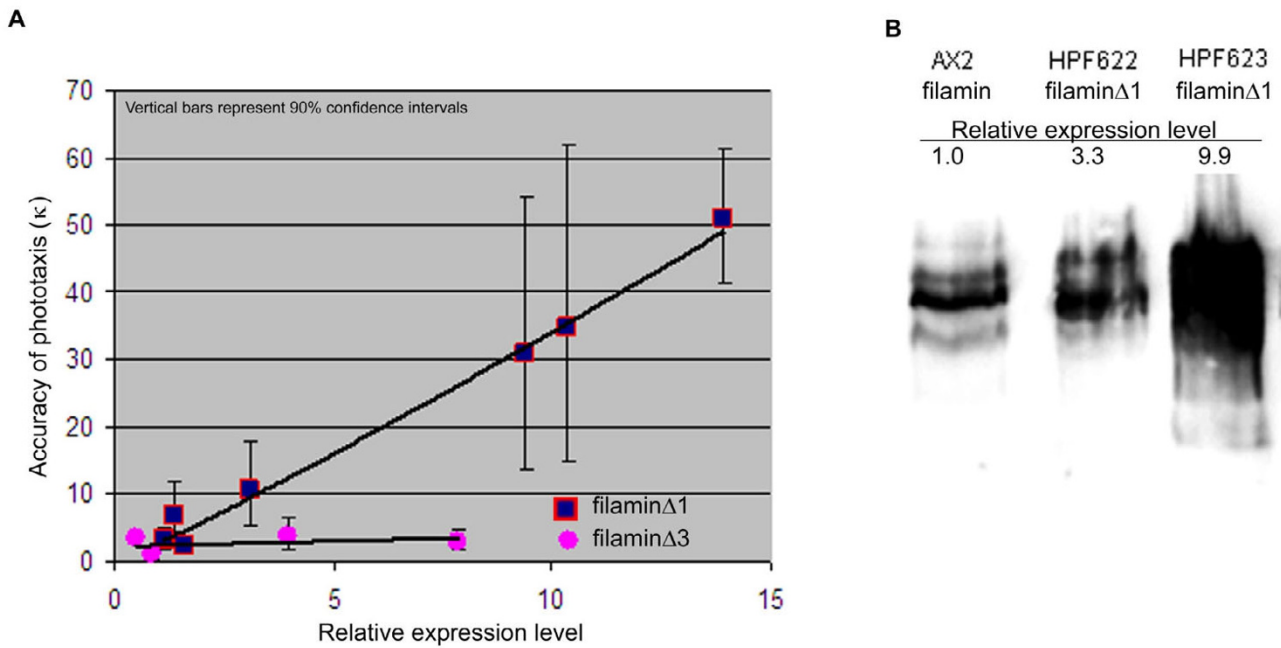 A
Vertical bars represent 90% confidence intervals
Accuracy of phototaxis (κ)
70
60
50
40
30
20
10
0
0 5 10 15
Relative expression level
filaminΔ1
filaminΔ3
B
AX2 HPF622 HPF623
filamin filaminΔ1 filaminΔ1
Relative expression level
1.0 3.3 9.9